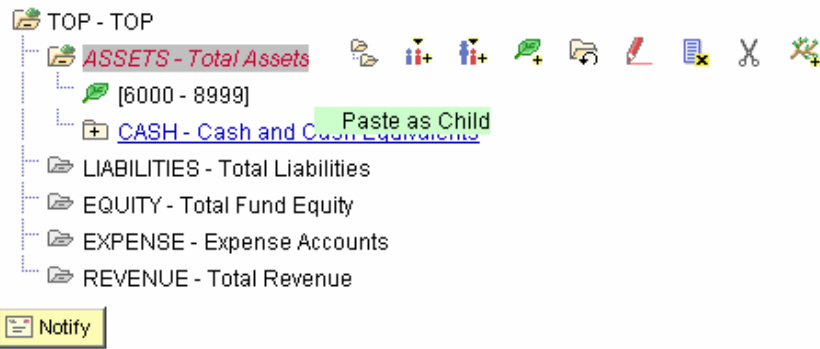 TOP - TOP
ASSETS - Total Assets
[6000 - 8999]
Paste as Child
CASH - Cash and Cash Equivalents
LIABILITIES - Total Liabilities
EQUITY - Total Fund Equity
EXPENSE - Expense Accounts
REVENUE - Total Revenue
Notify